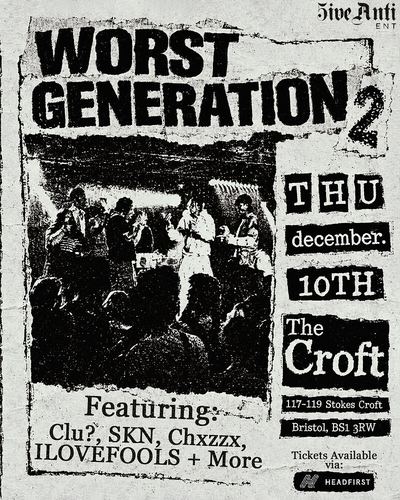 5ive Anti
ENT
WORST
GENERATION
2
THU
december.
10TH
The
Croft
117-119 Stokes Croft
Bristol, BS1 3RW
Featuring:
Clu?, SKN, Chxzzx,
ILOVEFOOLS + More
Tickets Available
via:
HEADFIRST